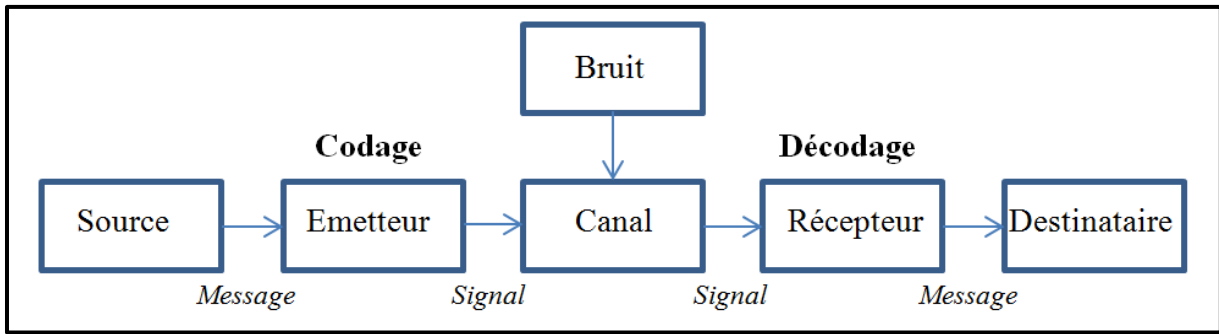 Bruit
Codage
Décodage
Source
Emetteur
Canal
Récepteur
Destinataire
Message
Signal
Signal
Message